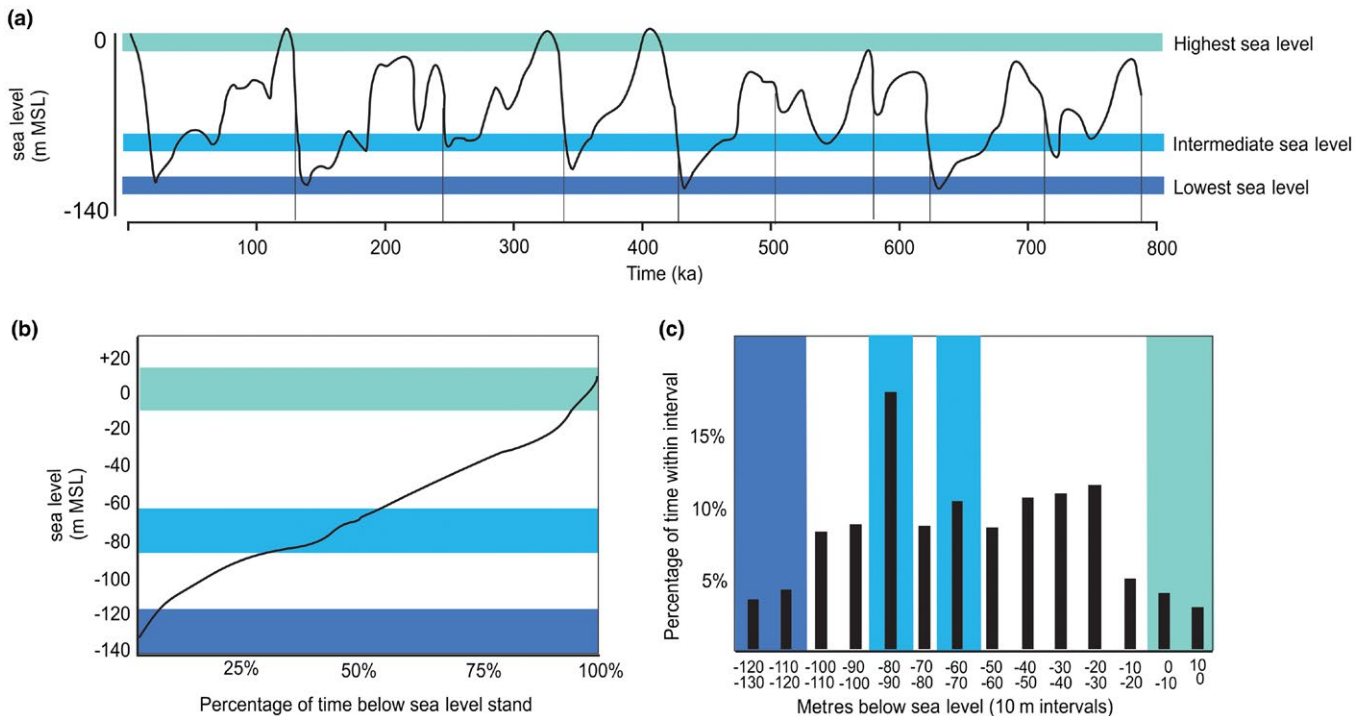 (a)
0
sea level
(m MSL)
-140
Highest sea level
Intermediate sea level
Lowest sea level
100 200 300 400 500 600 700 800
Time (ka)
(b)
+20
0
-20
-40
-60
-80
-100
-120
-140
sea level
(m MSL)
25% 50% 75% 100%
Percentage of time below sea level stand
(c)
Percentage of time within interval
15%
10%
5%
-120 -110 -100 -90 -80 -70 -60 -50 -40 -30 -20 -10 0 10
-130 -120 -110 -100 -90 -80 -70 -60 -50 -40 -30 -20 -10 0
Metres below sea level (10 m intervals)